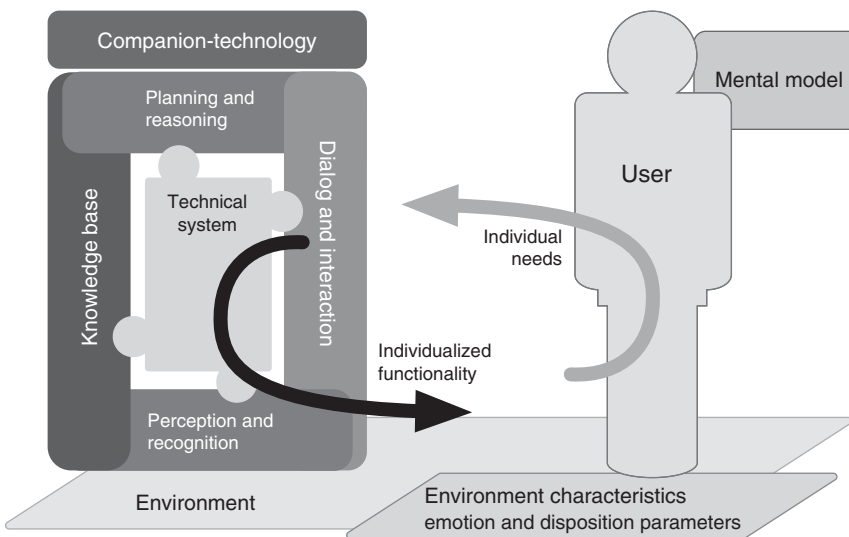 Companion-technology
Planning and
reasoning
Knowledge base
Technical
system
Dialog and interaction
Perception and
recognition
Environment
Individualized
functionality
Individual
needs
User
Mental model
Environment characteristics
emotion and disposition parameters